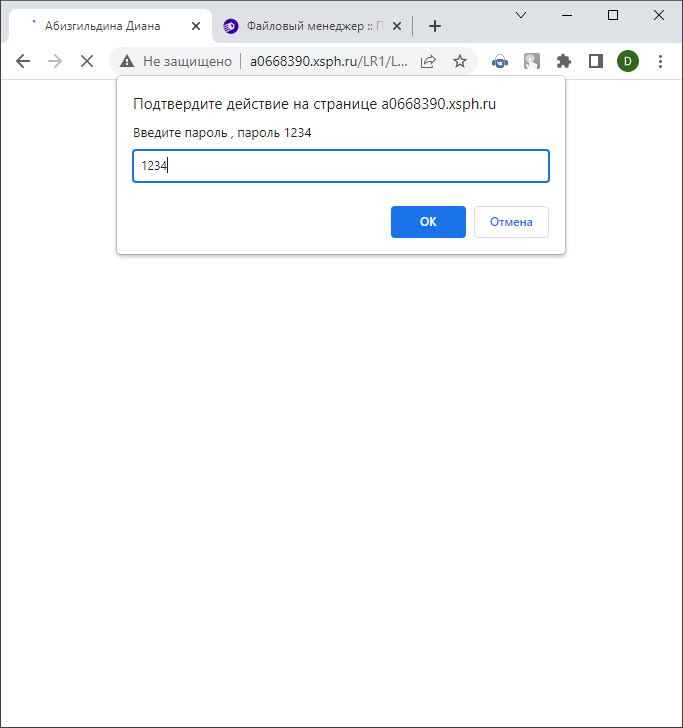 Абизгильдина Диана
Файловый менеджер :: П
Не защищено
a0668390.xsph.ru/LR1/L...
D
Подтвердите действие на странице a0668390.xsph.ru
Введите пароль , пароль 1234
1234
ОК
Отмена